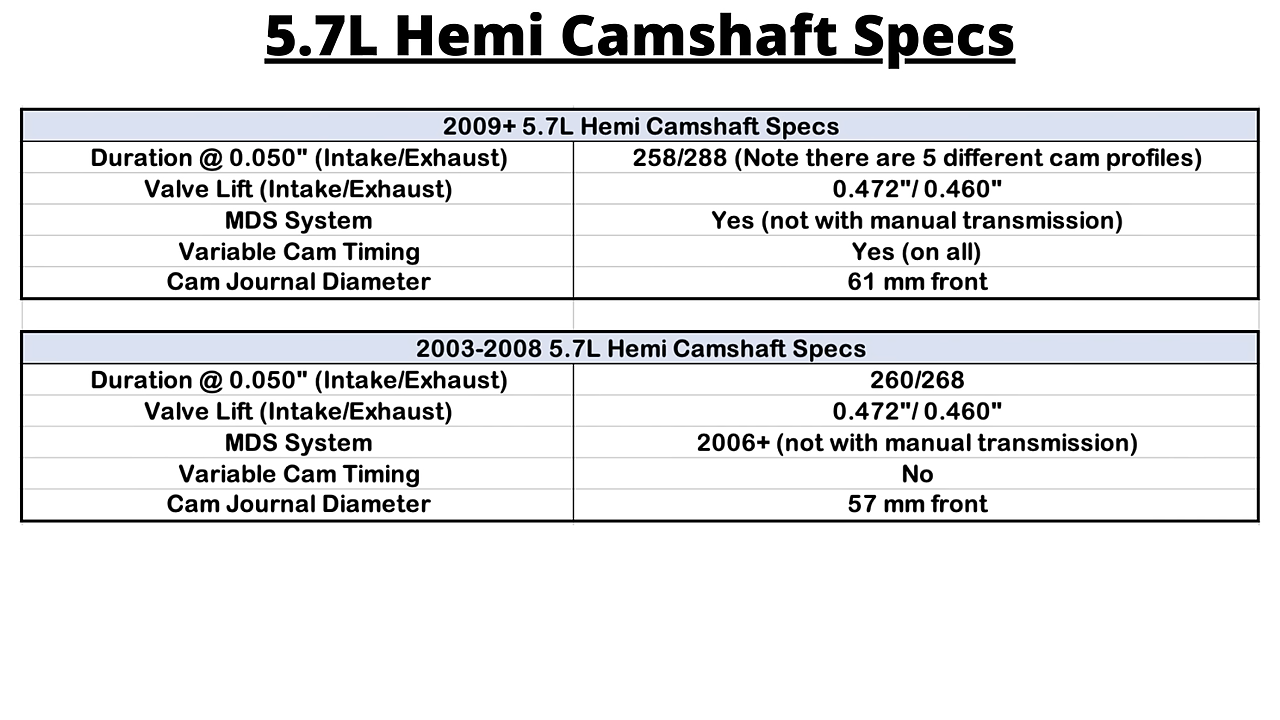 5.7L Hemi Camshaft Specs
2009+ 5.7L Hemi Camshaft Specs
Duration @ 0.050" (Intake/Exhaust) 258/288 (Note there are 5 different cam profiles)
Valve Lift (Intake/Exhaust) 0.472"/ 0.460"
MDS System Yes (not with manual transmission)
Variable Cam Timing Yes (on all)
Cam Journal Diameter 61 mm front
2003-2008 5.7L Hemi Camshaft Specs
Duration @ 0.050" (Intake/Exhaust) 260/268
Valve Lift (Intake/Exhaust) 0.472"/ 0.460"
MDS System 2006+ (not with manual transmission)
Variable Cam Timing No
Cam Journal Diameter 57 mm front